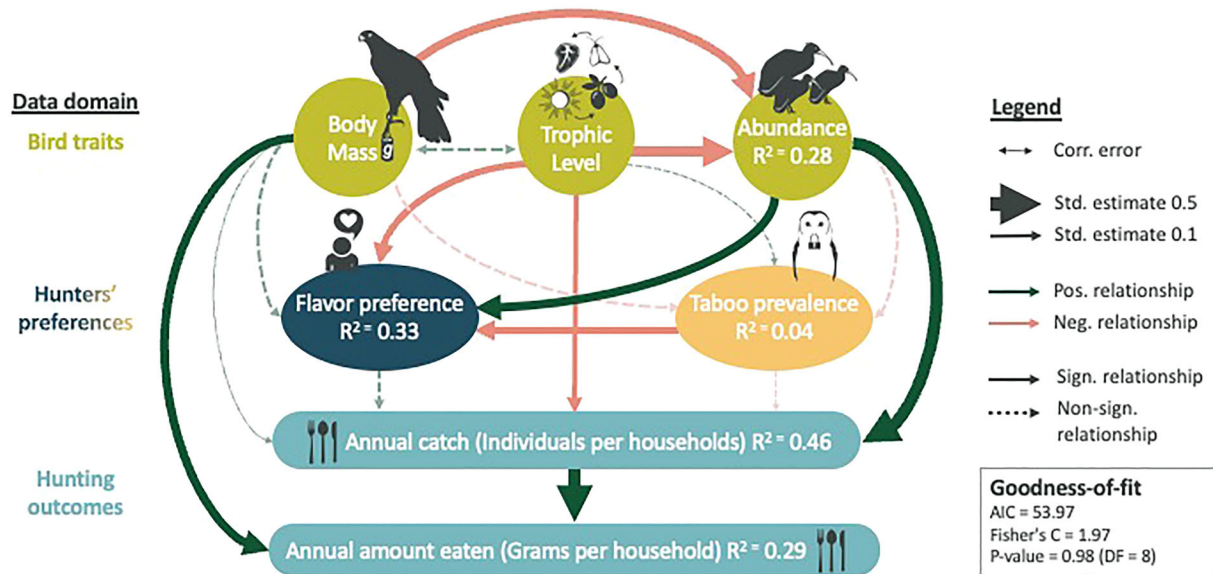 Data domain
Bird traits
Hunters'
preferences
Hunting
outcomes
Body
Mass
g
Trophic
Level
Abundance
R² = 0.28
Flavor preference
R² = 0.33
Taboo prevalence
R² = 0.04
Annual catch (Individuals per households) R² = 0.46
Annual amount eaten (Grams per household) R² = 0.29
Legend
Corr. error
Std. estimate 0.5
Std. estimate 0.1
Pos. relationship
Neg. relationship
Sign. relationship
Non-sign.
relationship
Goodness-of-fit
AIC = 53.97
Fisher's C = 1.97
P-value = 0.98 (DF = 8)